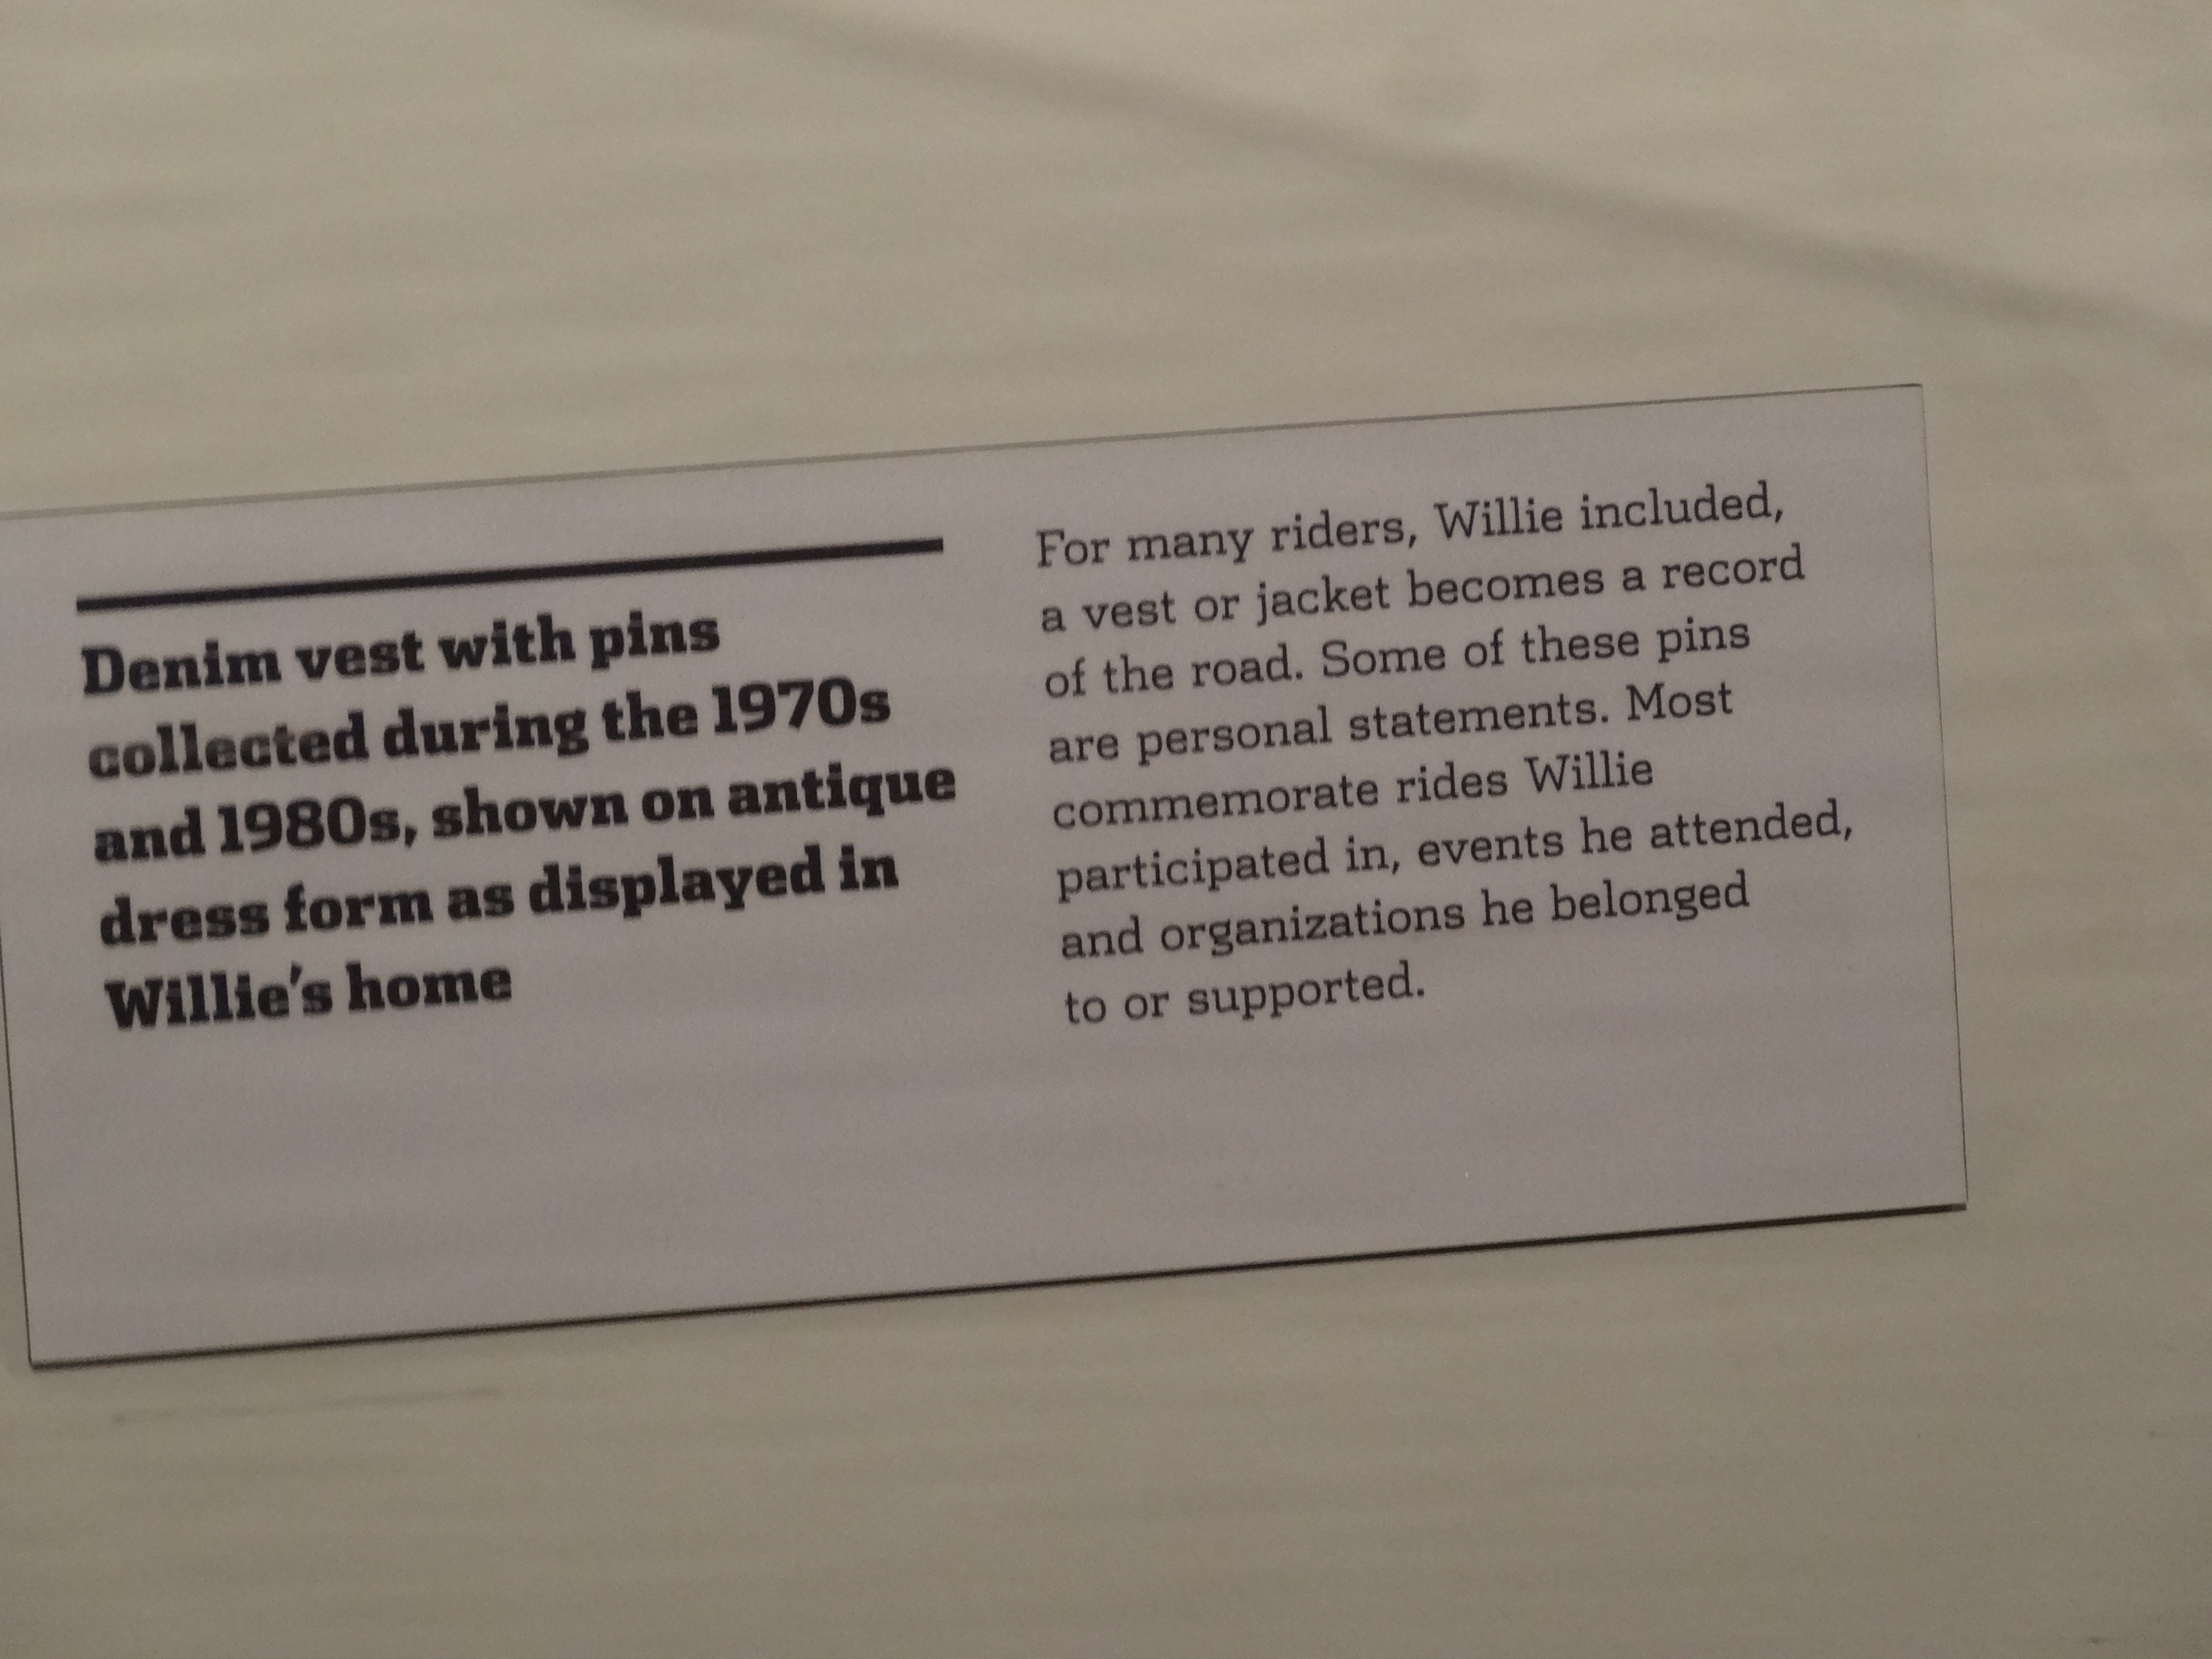 Denim vest with pins
collected during the 1970s
and 1980s, shown on antique
dress form as displayed in
Willie's home
For many riders, Willie included,
a vest or jacket becomes a record
of the road. Some of these pins
are personal statements. Most
commemorate rides Willie
participated in, events he attended,
and organizations he belonged
to or supported.